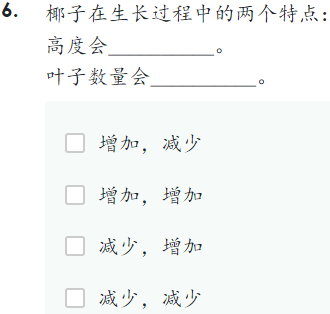 6. 椰子在生长过程中的两个特点：
高度会__________。
叶子数量会__________。
增加，减少
增加，增加
减少，增加
减少，减少